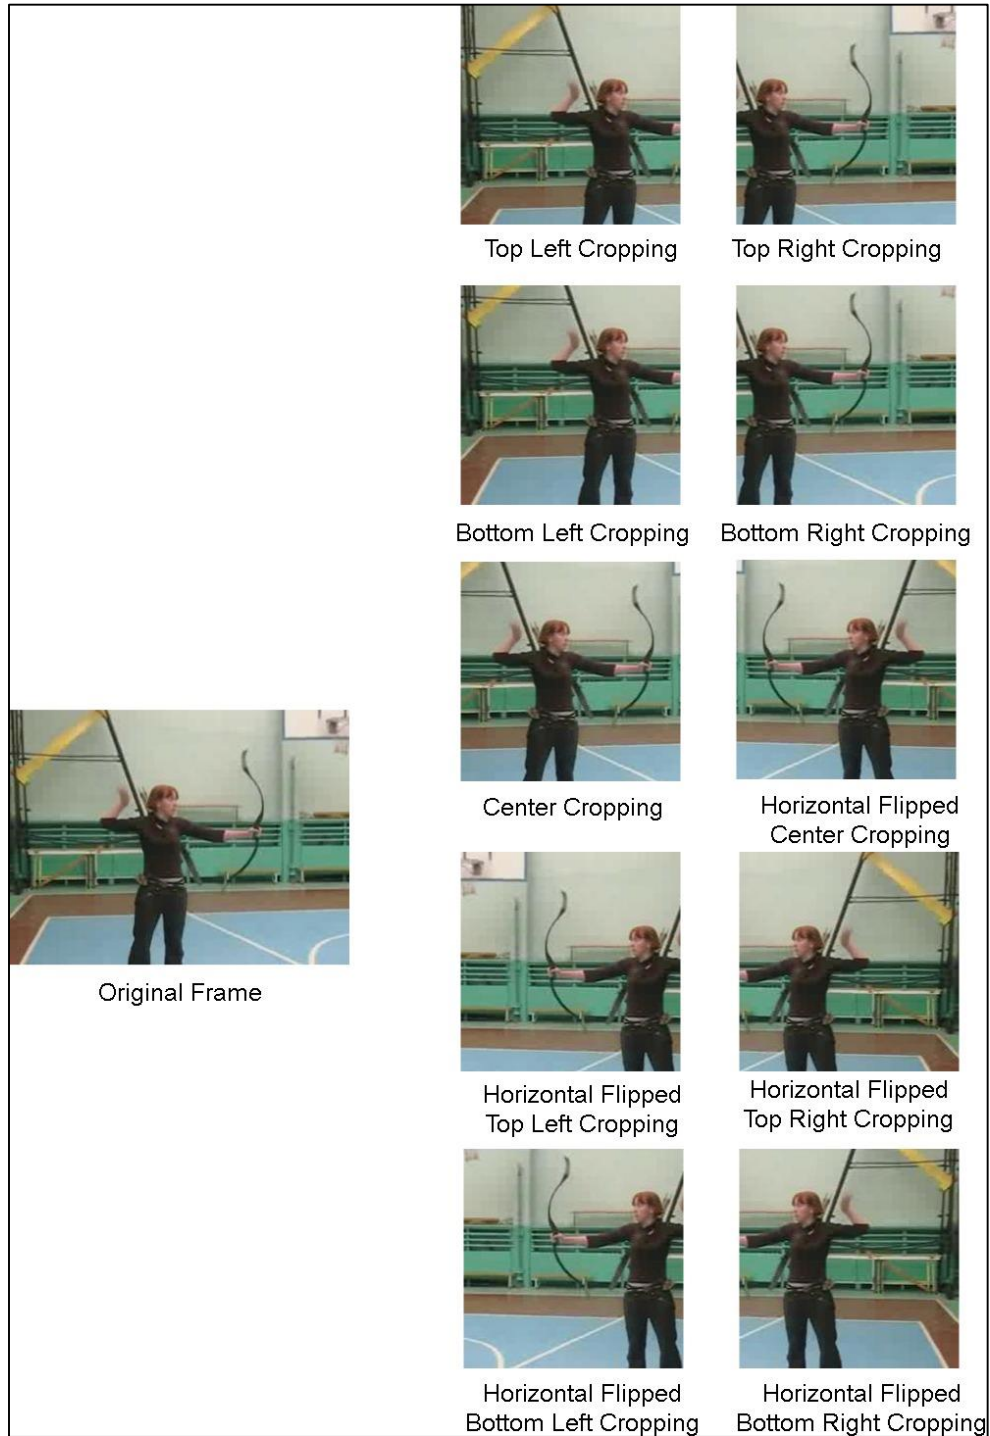 Top Left Cropping
Top Right Cropping
Bottom Left Cropping
Bottom Right Cropping
Center Cropping
Horizontal Flipped
Center Cropping
Original Frame
Horizontal Flipped
Top Left Cropping
Horizontal Flipped
Top Right Cropping
Horizontal Flipped
Bottom Left Cropping
Horizontal Flipped
Bottom Right Cropping